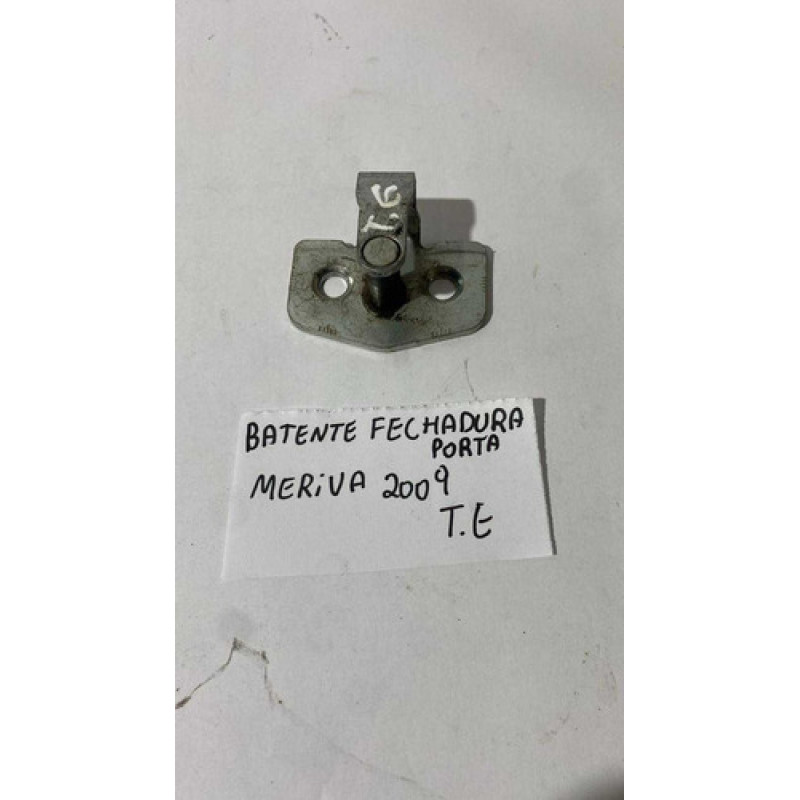 T.E
BATENTE FECHADURA
PORTA
MERIVA 2009
T.E